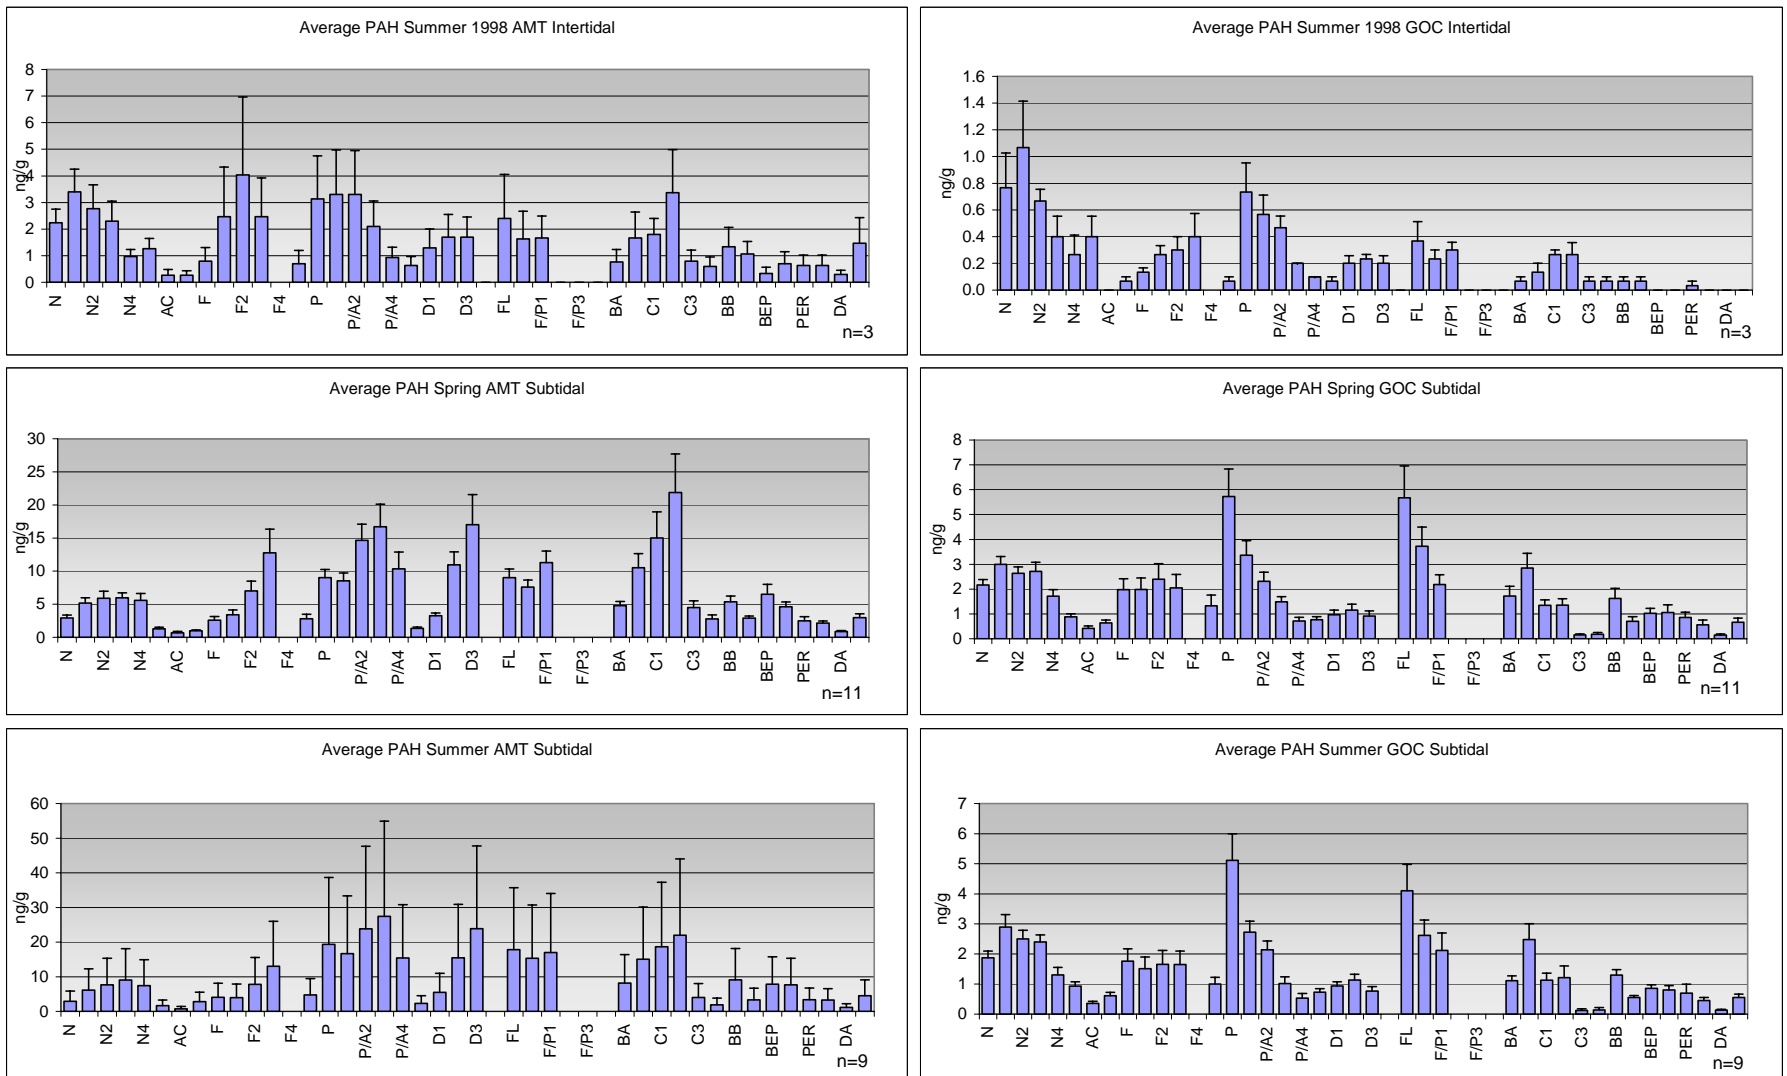 Average PAH Summer 1998 AMT Intertidal
8
7
6
5
4
3
2
1
0
ng/g
N N2 N4 AC F F2 F4 P P/A2 P/A4 D1 D3 FL F/P1 F/P3 BA C1 C3 BB BEP PER DA
n=3
Average PAH Summer 1998 GOC Intertidal
1.6
1.4
1.2
1.0
0.8
0.6
0.4
0.2
0.0
ng/g
N N2 N4 AC F F2 F4 P P/A2 P/A4 D1 D3 FL F/P1 F/P3 BA C1 C3 BB BEP PER DA
n=3
Average PAH Spring AMT Subtidal
30
25
20
15
10
5
0
ng/g
N N2 N4 AC F F2 F4 P P/A2 P/A4 D1 D3 FL F/P1 F/P3 BA C1 C3 BB BEP PER DA
n=11
Average PAH Spring GOC Subtidal
8
7
6
5
4
3
2
1
0
ng/g
N N2 N4 AC F F2 F4 P P/A2 P/A4 D1 D3 FL F/P1 F/P3 BA C1 C3 BB BEP PER DA
n=11
Average PAH Summer AMT Subtidal
60
50
40
30
20
10
0
ng/g
N N2 N4 AC F F2 F4 P P/A2 P/A4 D1 D3 FL F/P1 F/P3 BA C1 C3 BB BEP PER DA
n=9
Average PAH Summer GOC Subtidal
7
6
5
4
3
2
1
0
ng/g
N N2 N4 AC F F2 F4 P P/A2 P/A4 D1 D3 FL F/P1 F/P3 BA C1 C3 BB BEP PER DA
n=9